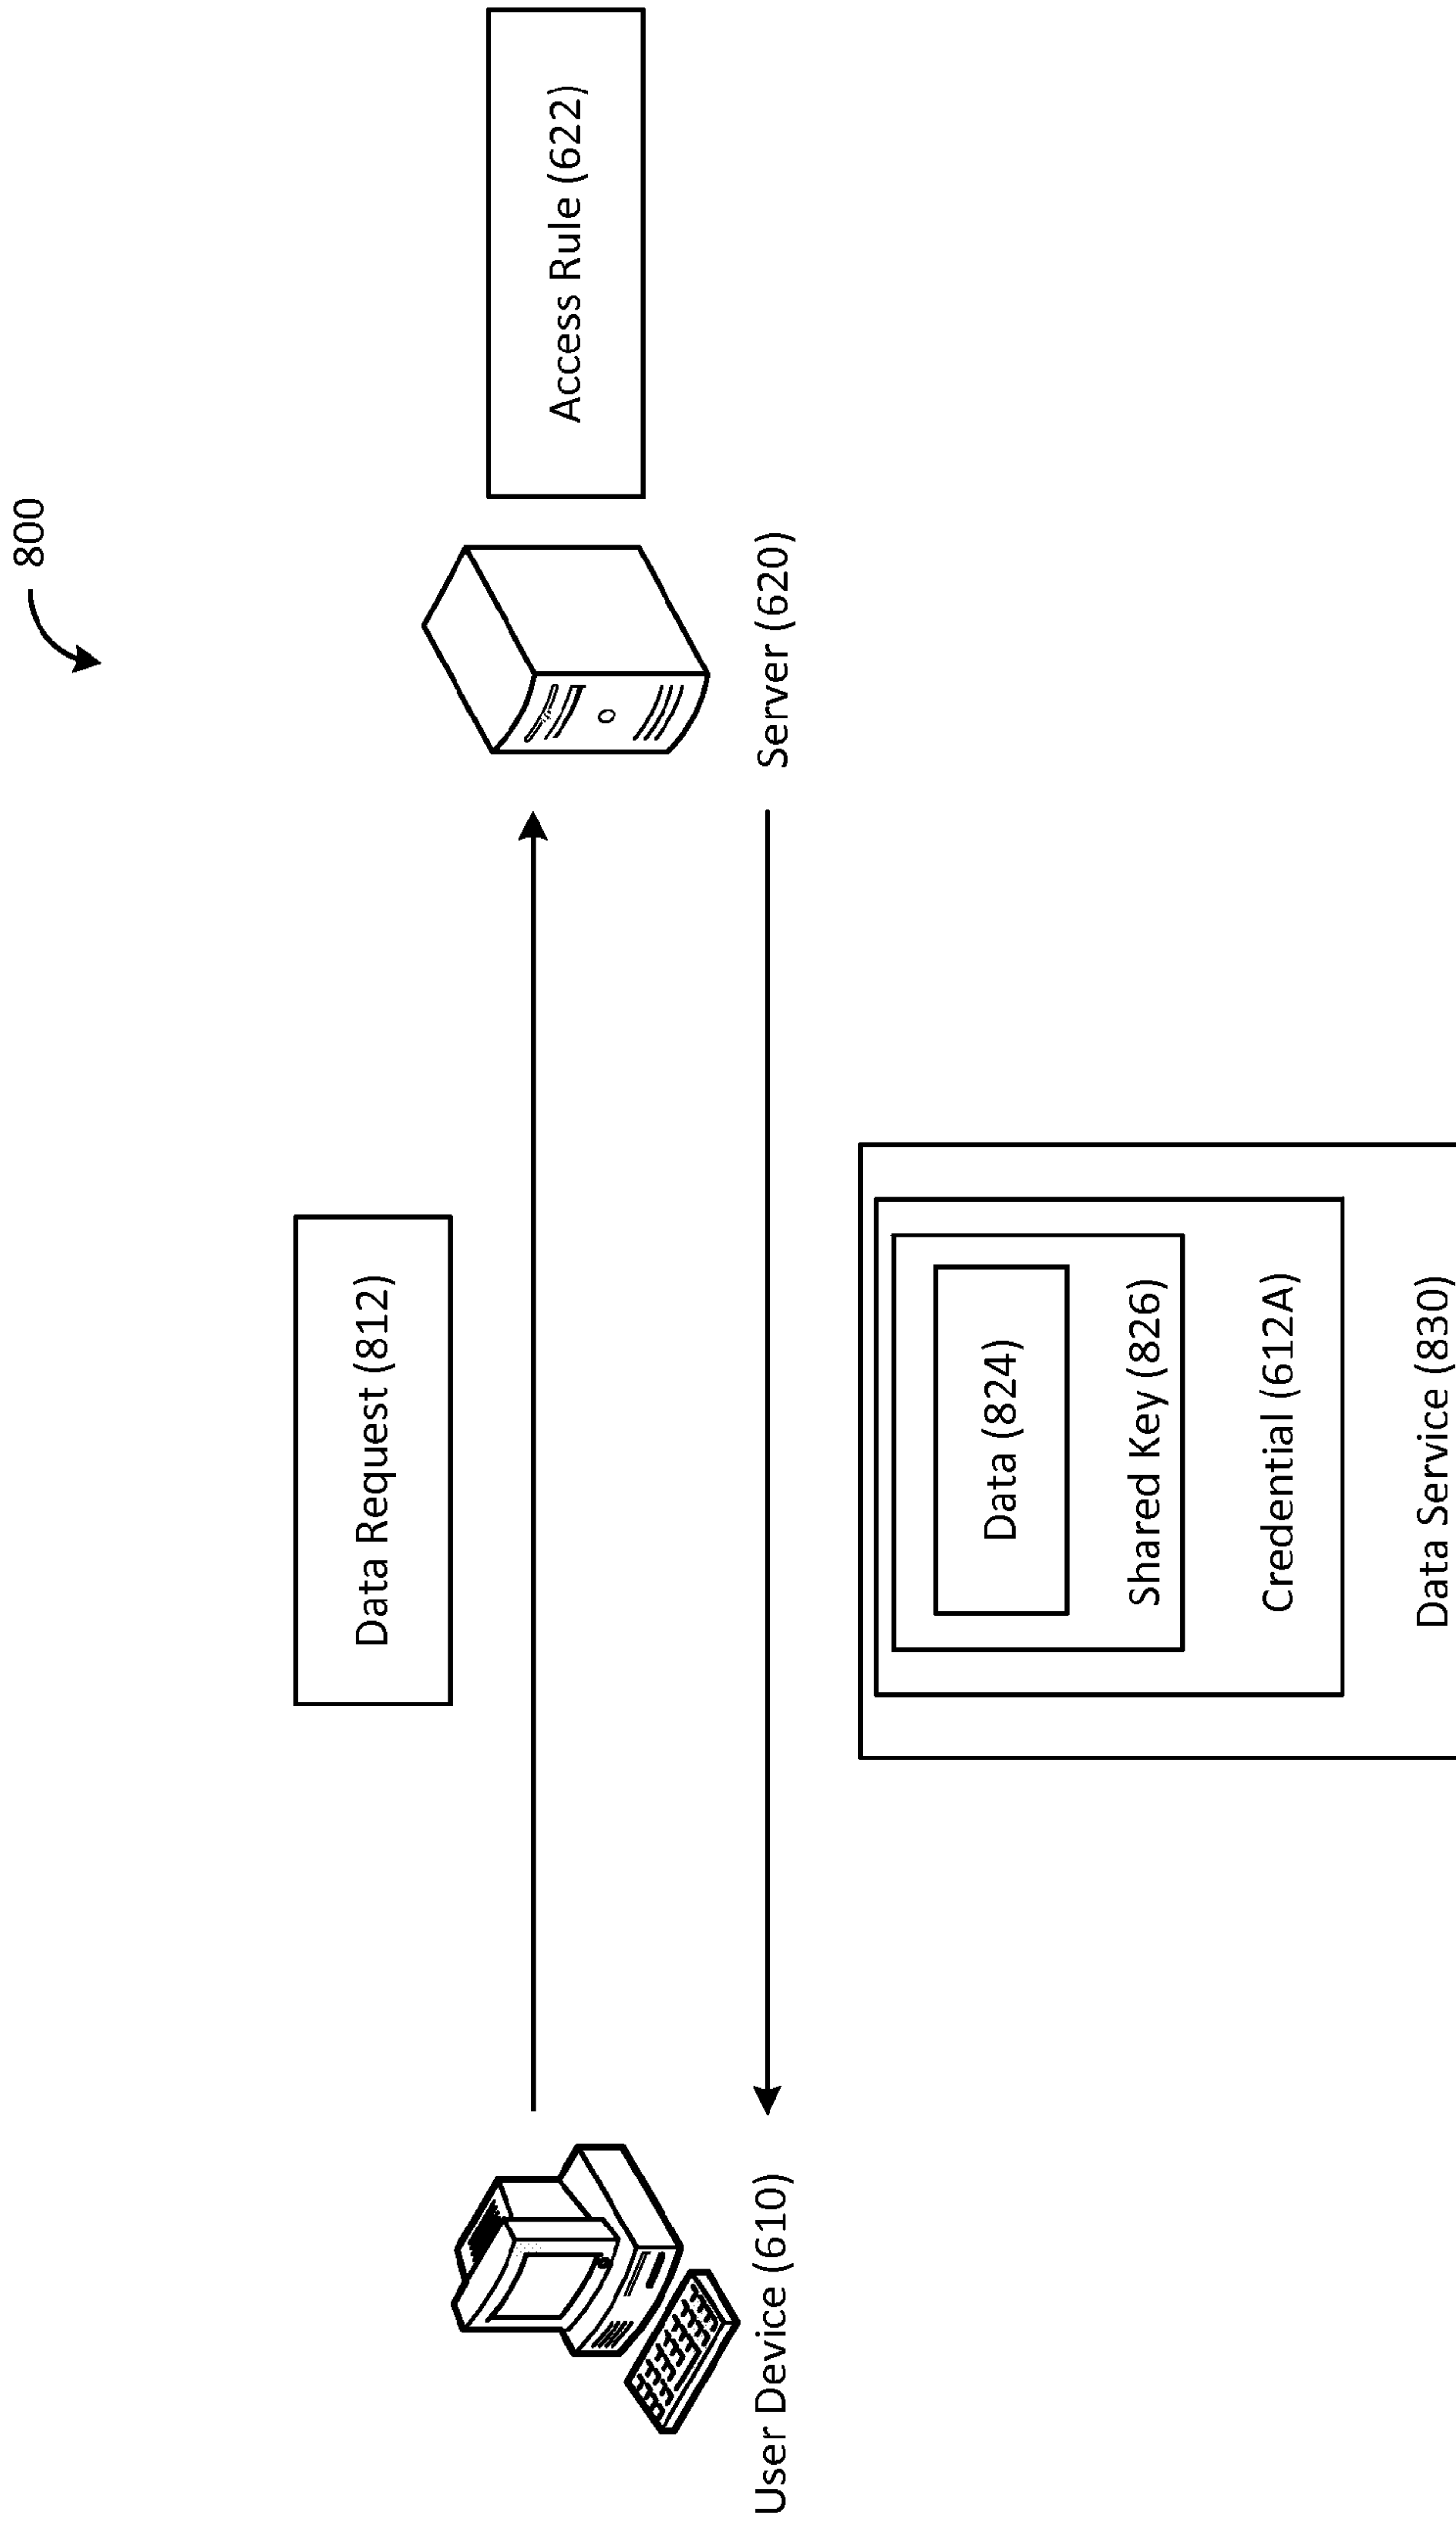 800
Data Request (812)
Access Rule (622)
User Device (610)
Server (620)
Data (824)
Shared Key (826)
Credential (612A)
Data Service (830)